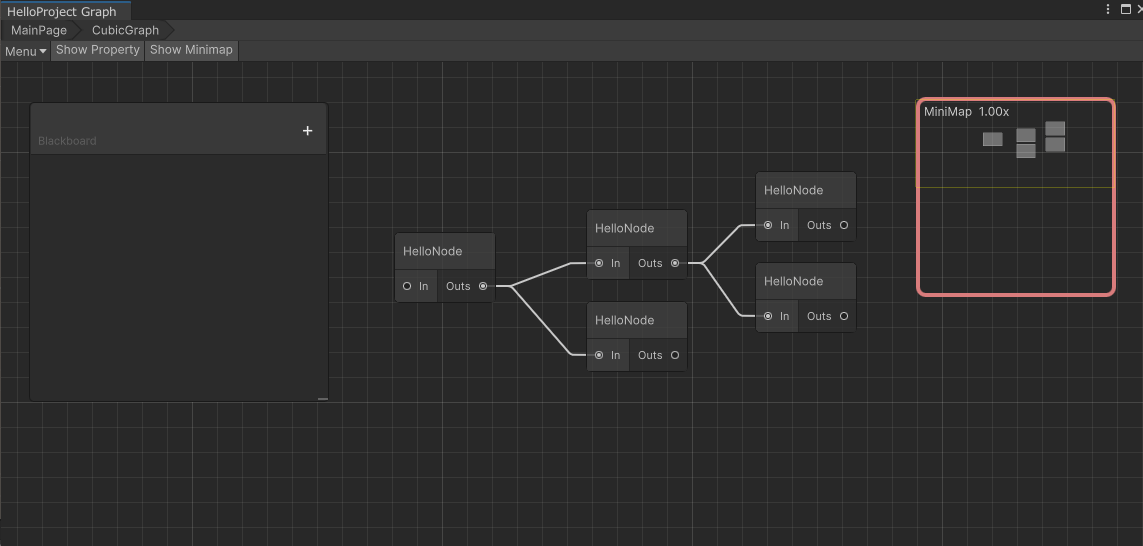 HelloProject Graph
MainPage CubicGraph
Menu Show Property Show Minimap
Blackboard
MiniMap 1.00x
HelloNode
In Outs
HelloNode
In Outs
HelloNode
In Outs
HelloNode
In Outs
HelloNode
In Outs